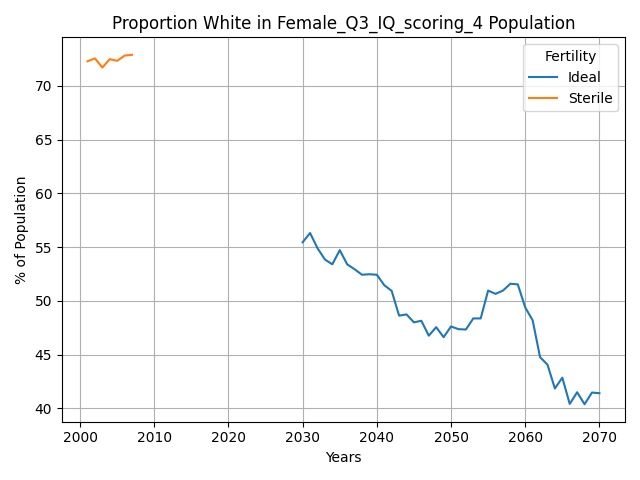 Proportion White in Female_Q3_IQ_scoring_4 Population
Fertility
Ideal
Sterile
% of Population
70
65
60
55
50
45
40
2000
2010
2020
2030
2040
2050
2060
2070
Years